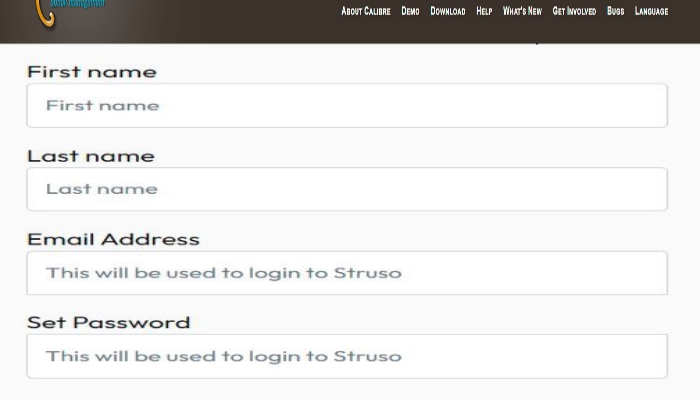 ebook management
About Calibre Demo Download Help What's New Get Involved Bugs Language
First name
First name
Last name
Last name
Email Address
This will be used to login to Struso
Set Password
This will be used to login to Struso